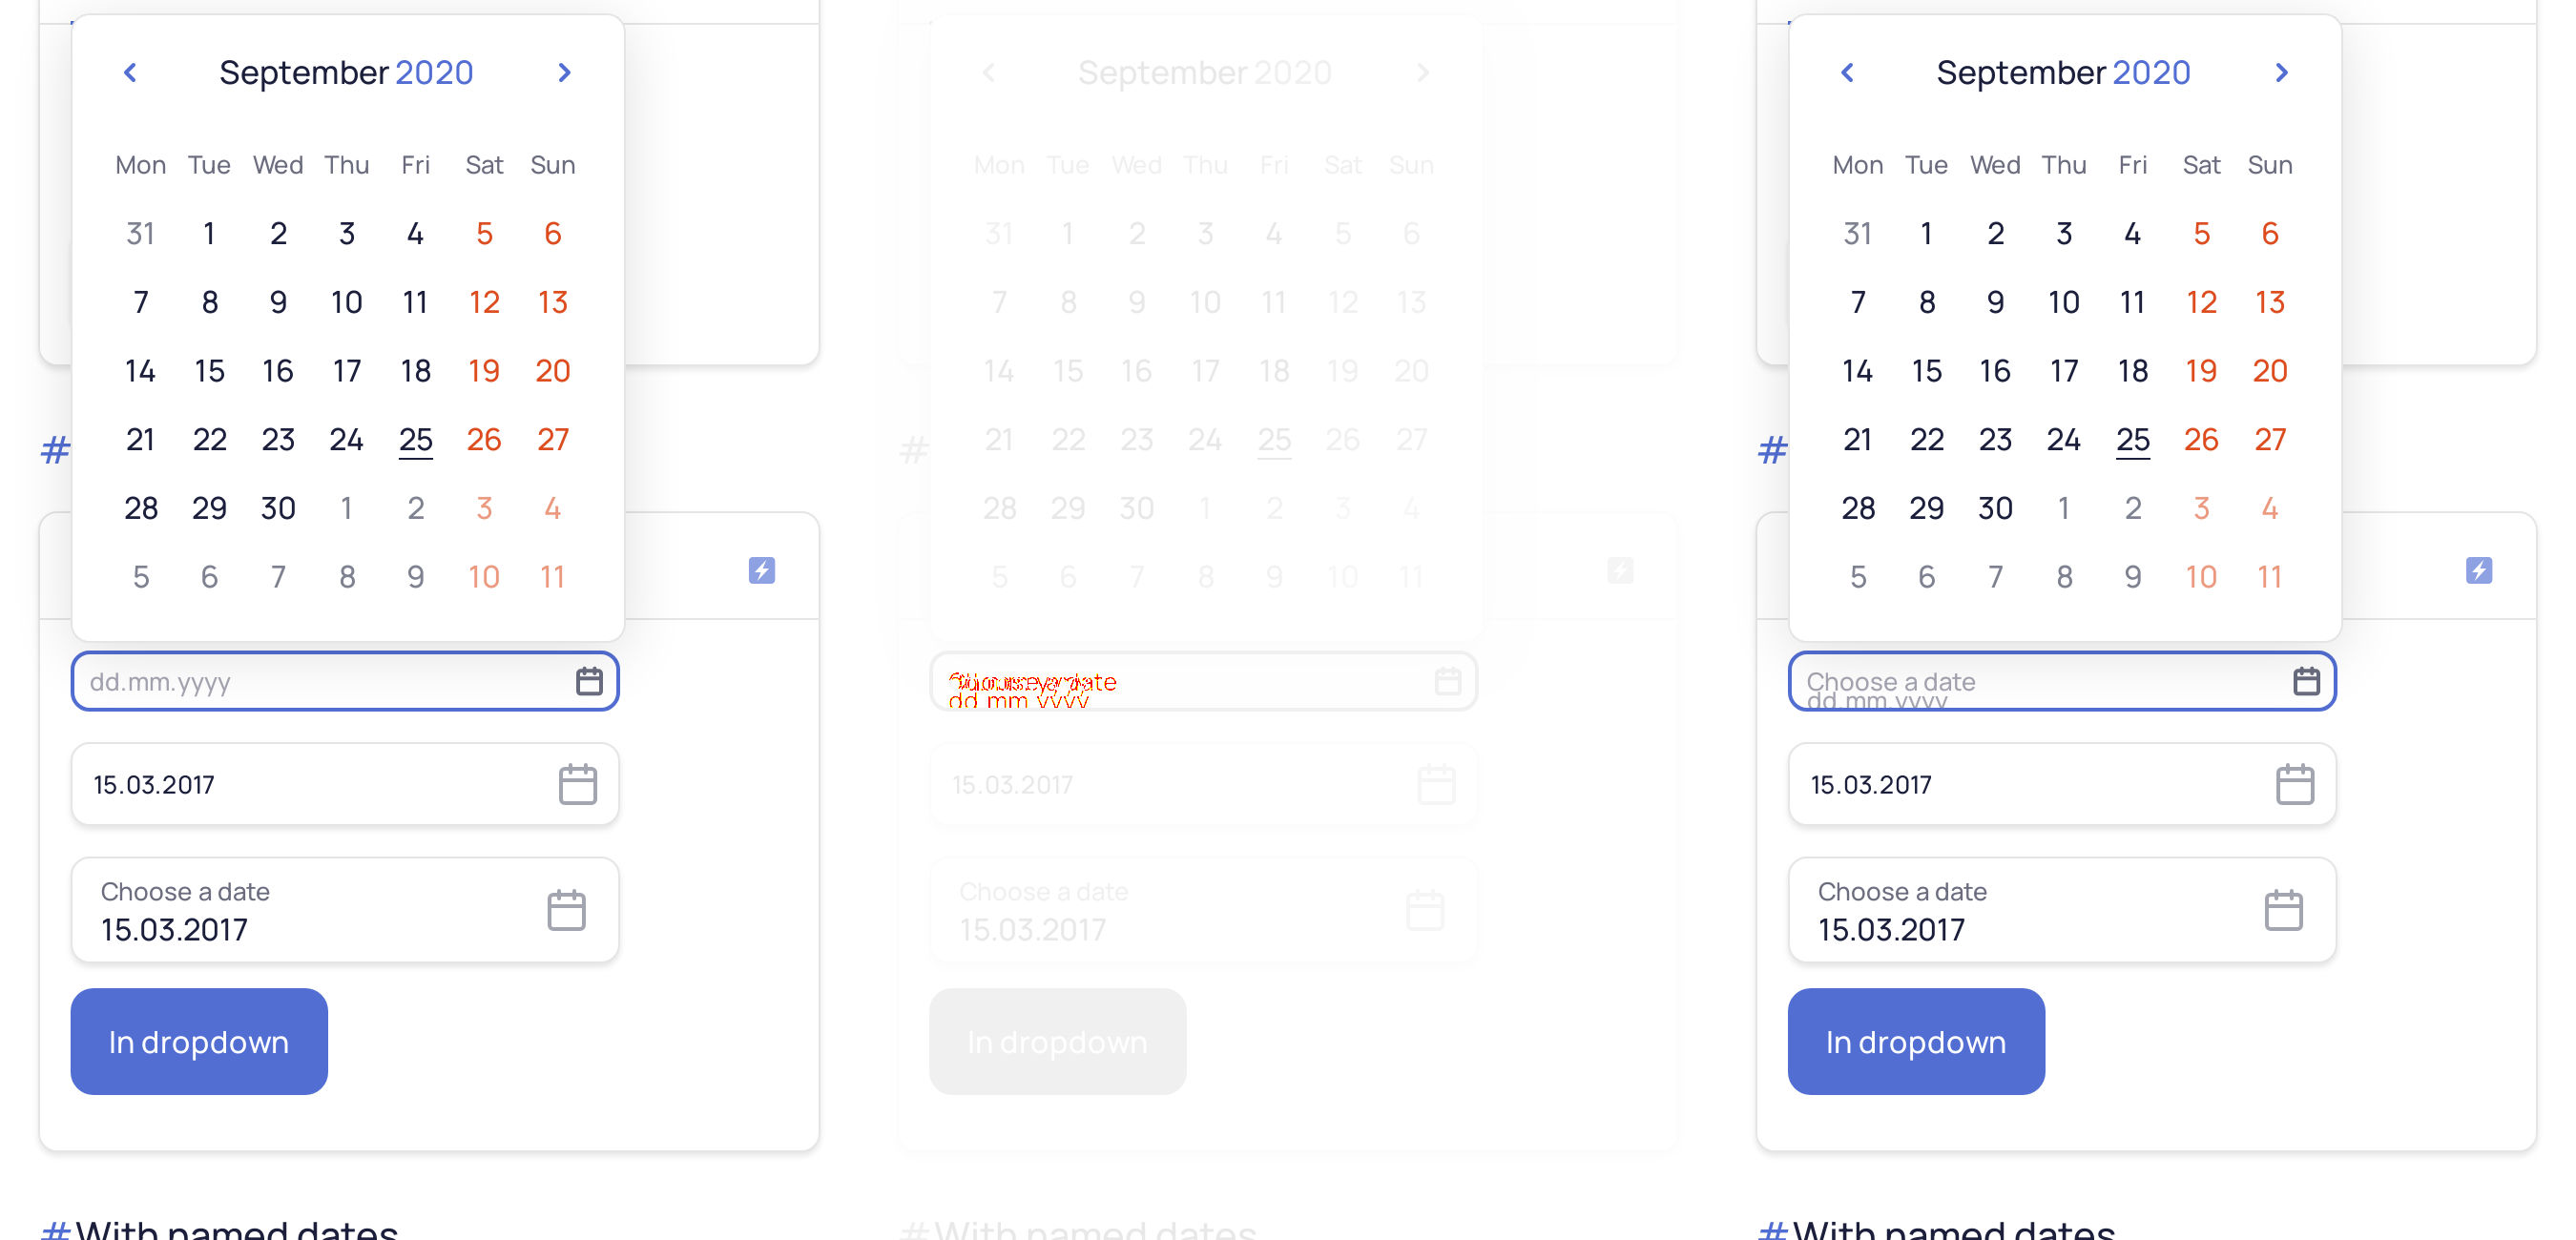 September 2020
Mon Tue Wed Thu Fri Sat Sun
31 1 2 3 4 5 6
7 8 9 10 11 12 13
14 15 16 17 18 19 20
21 22 23 24 25 26 27
28 29 30 1 2 3 4
5 6 7 8 9 10 11
#
dd.mm.yyyy
15.03.2017
Choose a date
15.03.2017
In dropdown
#With named dates
September 2020
Mon Tue Wed Thu Fri Sat Sun
31 1 2 3 4 5 6
7 8 9 10 11 12 13
14 15 16 17 18 19 20
21 22 23 24 25 26 27
28 29 30 1 2 3 4
5 6 7 8 9 10 11
#
Choose a date
dd.mm.yyyy
15.03.2017
Choose a date
15.03.2017
In dropdown
#With named dates
September 2020
Mon Tue Wed Thu Fri Sat Sun
31 1 2 3 4 5 6
7 8 9 10 11 12 13
14 15 16 17 18 19 20
21 22 23 24 25 26 27
28 29 30 1 2 3 4
5 6 7 8 9 10 11
#
Choose a date
dd.mm.yyyy
15.03.2017
Choose a date
15.03.2017
In dropdown
#With named dates